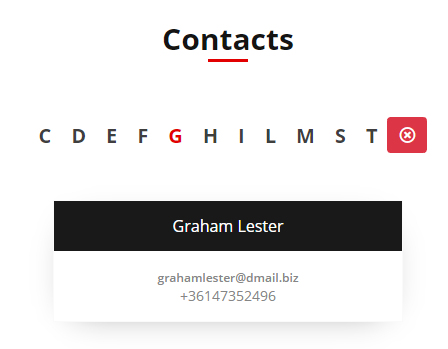 Contacts
C D E F G H I L M S T
Graham Lester
grahamlester@dmail.biz
+36147352496